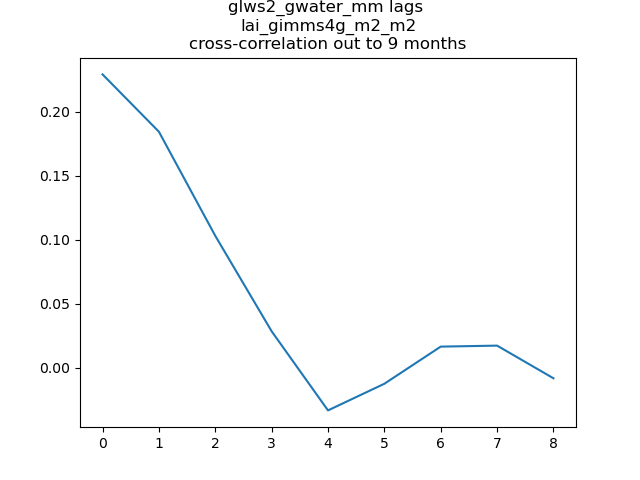 glws2_gwater_mm lags
lai_gimms4g_m2_m2
cross-correlation out to 9 months
0.20
0.15
0.10
0.05
0.00
0 1 2 3 4 5 6 7 8